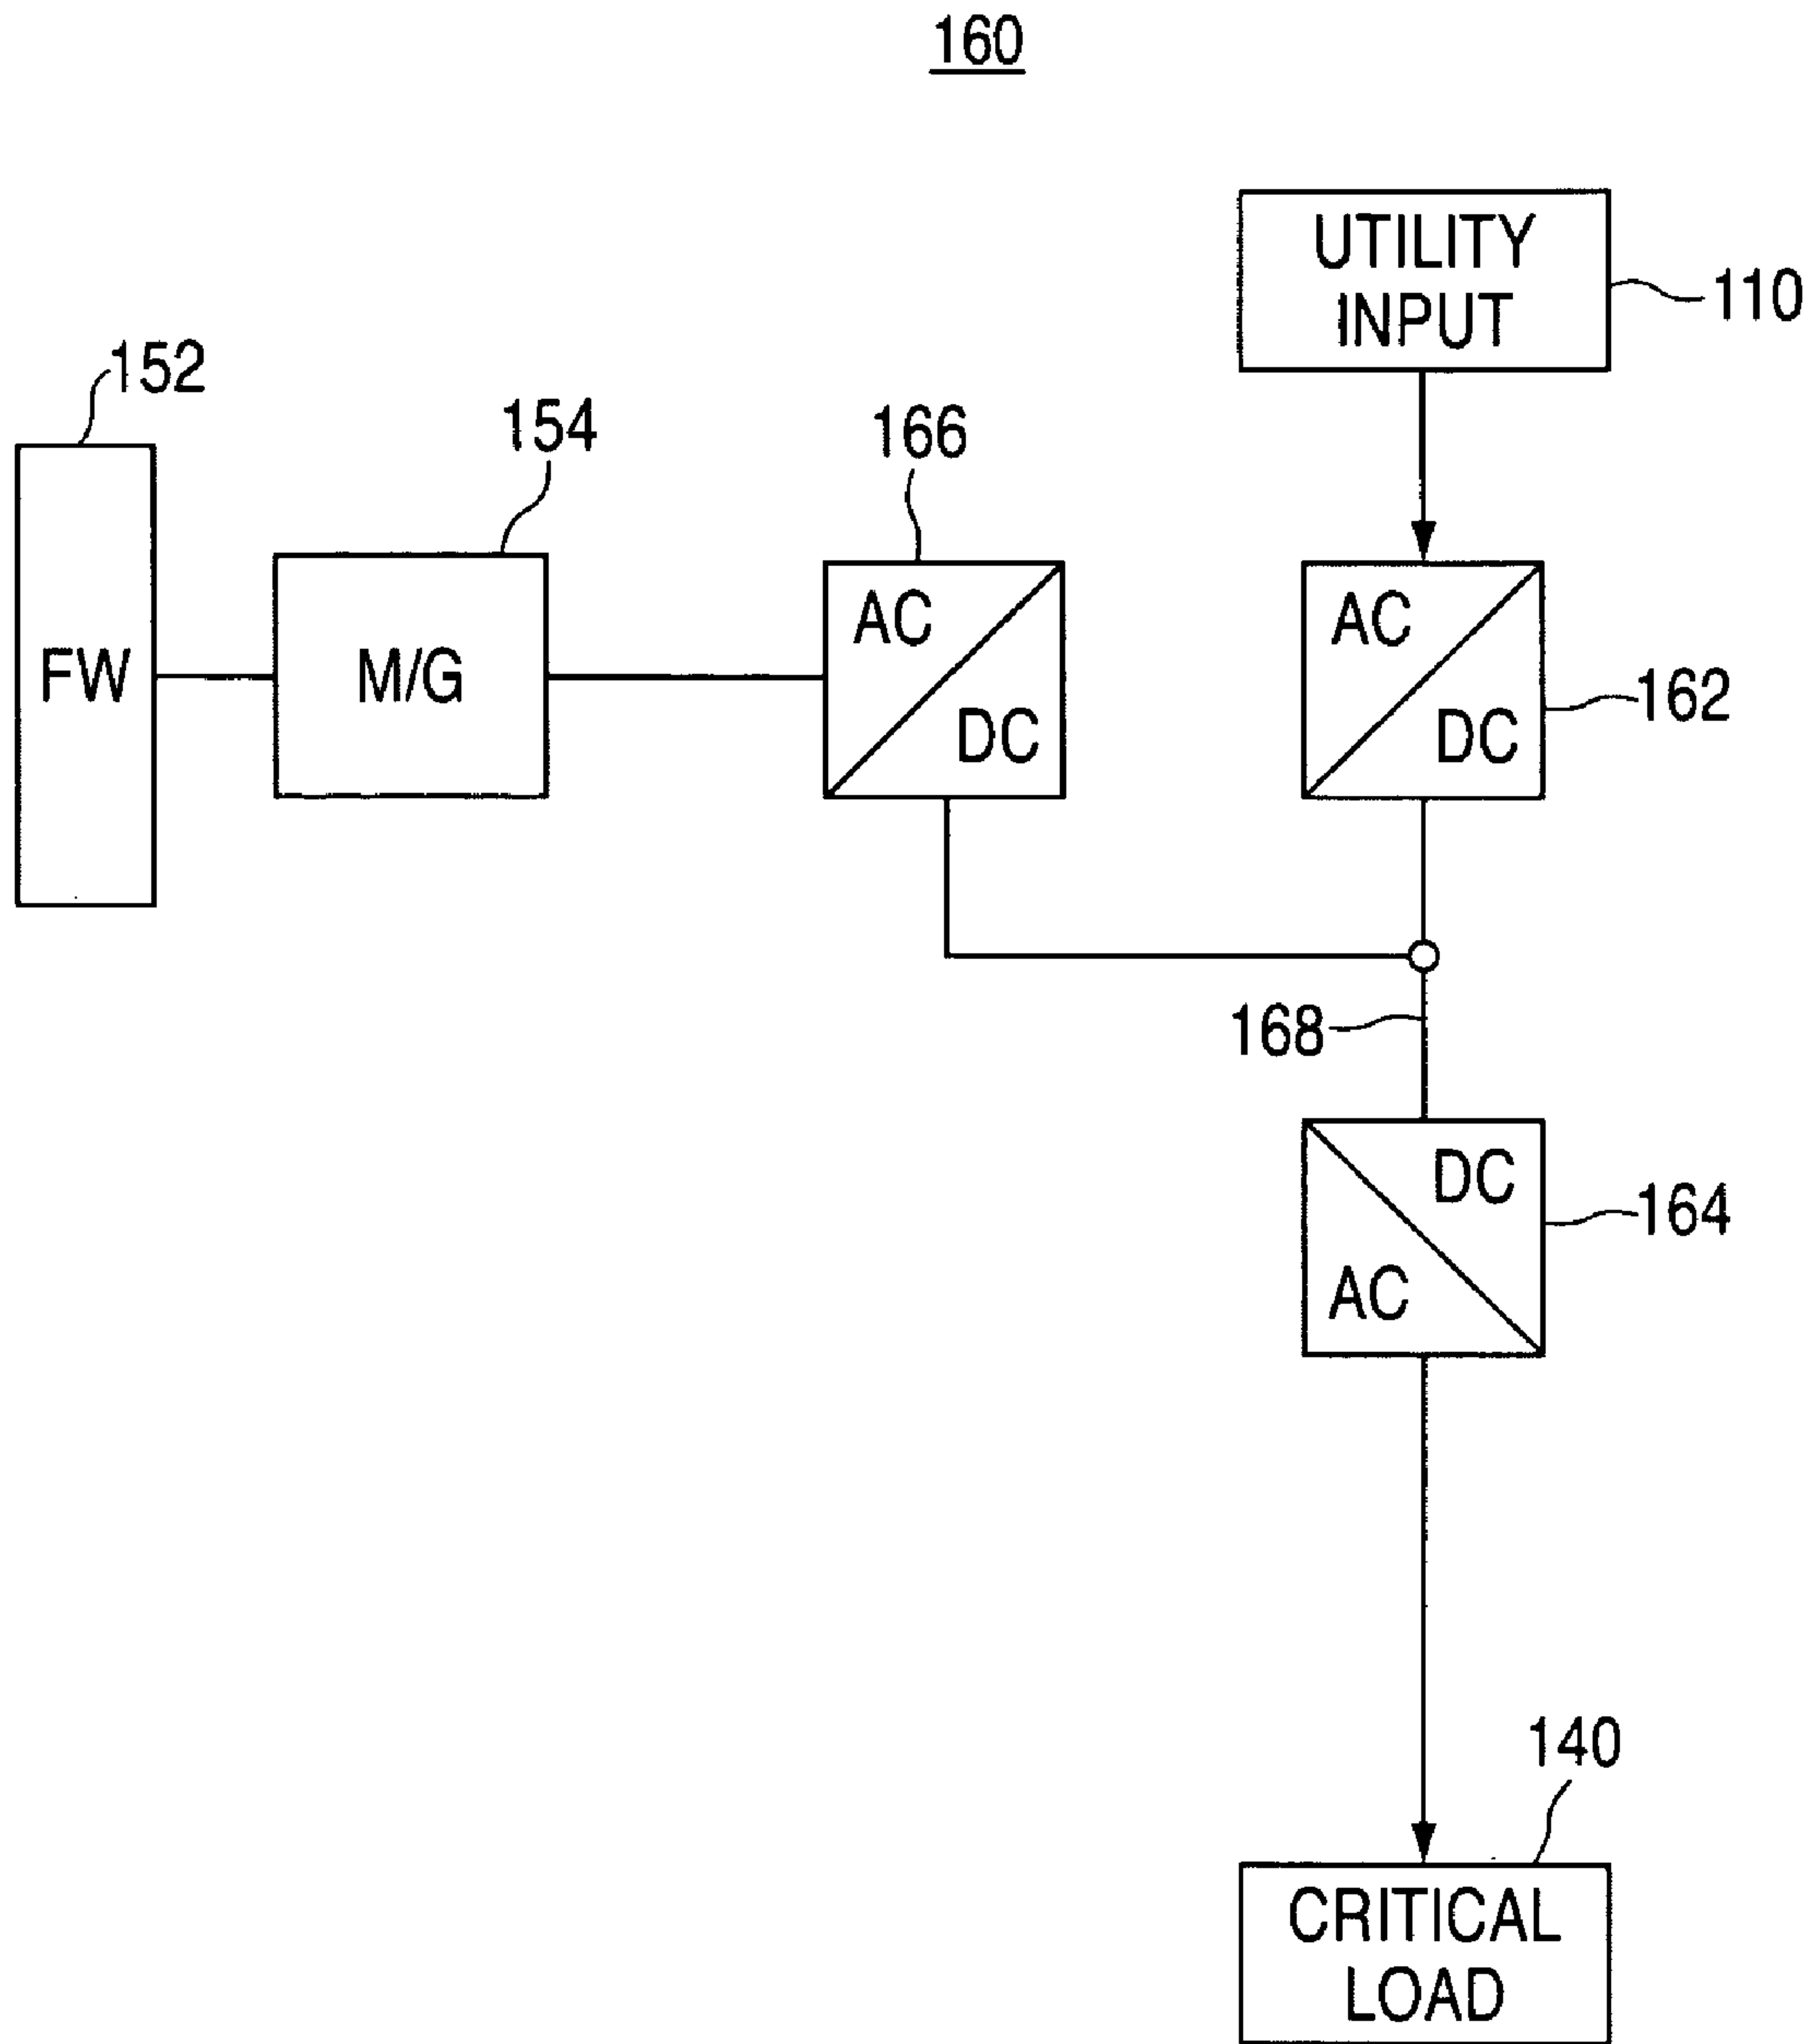 160
UTILITY
INPUT
110
152
154
166
FW
M/G
AC
DC
AC
DC
162
168
DC
AC
164
140
CRITICAL
LOAD